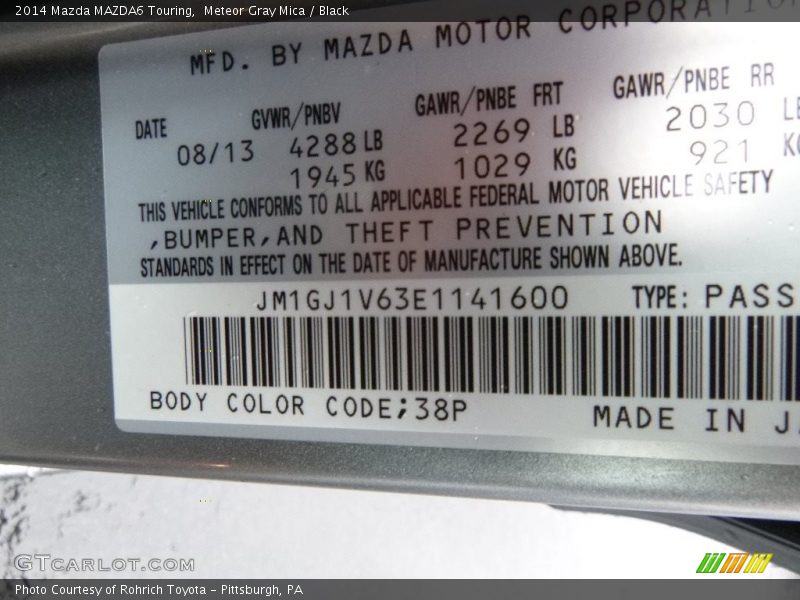 2014 Mazda MAZDA6 Touring,  Meteor Gray Mica / Black
MFD. BY MAZDA MOTOR CORPORATION
DATE GVWR/PNBV GAWR/PNBE FRT GAWR/PNBE RR
08/13 4288 LB 2269 LB 2030 LB
1945 KG 1029 KG 921 KG
THIS VEHICLE CONFORMS TO ALL APPLICABLE FEDERAL MOTOR VEHICLE SAFETY
,BUMPER,AND THEFT PREVENTION
STANDARDS IN EFFECT ON THE DATE OF MANUFACTURE SHOWN ABOVE.
JM1GJ1V63E1141600 TYPE: PASS
BODY COLOR CODE;38P MADE IN J
GTCARLOT.COM
Photo Courtesy of Rohrich Toyota – Pittsburgh, PA